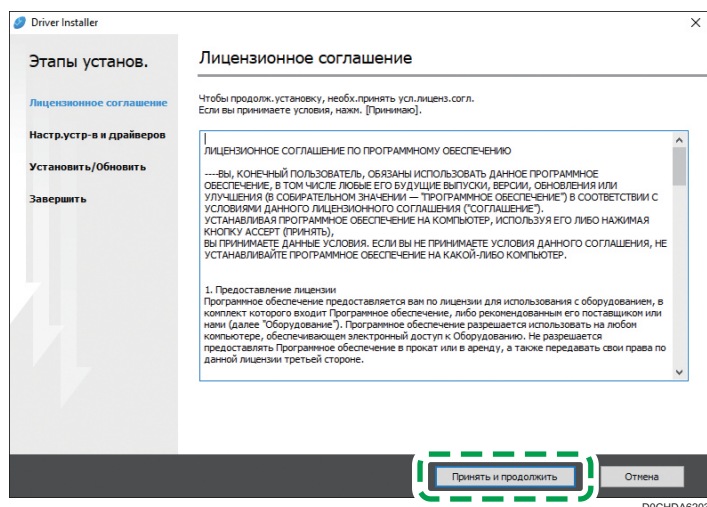 Driver Installer
Этапы установ.
Лицензионное соглашение
Настр.устр-в и драйверов
Установить/Обновить
Завершить
Лицензионное соглашение
Чтобы продолж.установку, необх.принять усл.лиценз.согл.
Если вы принимаете условия, нажм. [Принимаю].
ЛИЦЕНЗИОННОЕ СОГЛАШЕНИЕ ПО ПРОГРАММНОМУ ОБЕСПЕЧЕНИЮ
----ВЫ, КОНЕЧНЫЙ ПОЛЬЗОВАТЕЛЬ, ОБЯЗАНЫ ИСПОЛЬЗОВАТЬ ДАННОЕ ПРОГРАММНОЕ
ОБЕСПЕЧЕНИЕ, В ТОМ ЧИСЛЕ ЛЮБЫЕ ЕГО БУДУЩИЕ ВЫПУСКИ, ВЕРСИИ, ОБНОВЛЕНИЯ ИЛИ
УЛУЧШЕНИЯ (В СОБИРАТЕЛЬНОМ ЗНАЧЕНИИ — "ПРОГРАММНОЕ ОБЕСПЕЧЕНИЕ") В СООТВЕТСТВИИ С
УСЛОВИЯМИ ДАННОГО ЛИЦЕНЗИОННОГО СОГЛАШЕНИЯ ("СОГЛАШЕНИЕ").
УСТАНАВЛИВАЯ ПРОГРАММНОЕ ОБЕСПЕЧЕНИЕ НА КОМПЬЮТЕР, ИСПОЛЬЗУЯ ЕГО ЛИБО НАЖИМАЯ
КНОПКУ ACCEPT (ПРИНЯТЬ),
ВЫ ПРИНИМАЕТЕ ДАННЫЕ УСЛОВИЯ. ЕСЛИ ВЫ НЕ ПРИНИМАЕТЕ УСЛОВИЯ ДАННОГО СОГЛАШЕНИЯ, НЕ
УСТАНАВЛИВАЙТЕ ПРОГРАММНОЕ ОБЕСПЕЧЕНИЕ НА КАКОЙ-ЛИБО КОМПЬЮТЕР.
1. Предоставление лицензии
Программное обеспечение предоставляется вам по лицензии для использования с оборудованием, в
комплект которого входит Программное обеспечение, либо рекомендованным его поставщиком или
нами (далее "Оборудование"). Программное обеспечение разрешается использовать на любом
компьютере, обеспечивающем электронный доступ к Оборудованию. Не разрешается
предоставлять Программное обеспечение в прокат или в аренду, а также передавать свои права по
данной лицензии третьей стороне.
Принять и продолжить
Отмена